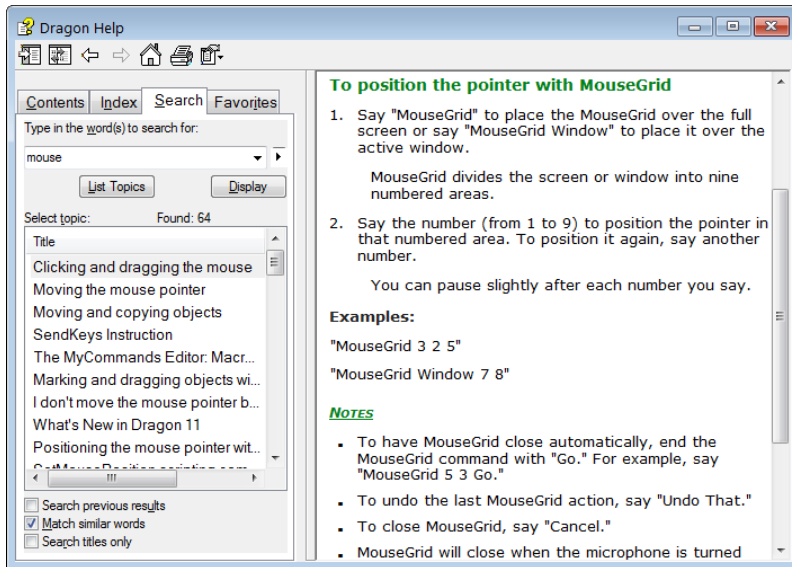 Dragon Help
Contents Index Search Favorites
Type in the word(s) to search for:
mouse
List Topics Display
Select topic: Found: 64
Title
Clicking and dragging the mouse
Moving the mouse pointer
Moving and copying objects
SendKeys Instruction
The MyCommands Editor: Macr...
Marking and dragging objects wi...
I don't move the mouse pointer b...
What's New in Dragon 11
Positioning the mouse pointer wit...
SetMousePosition scripting com...
Search previous results
Match similar words
Search titles only
To position the pointer with MouseGrid
1. Say "MouseGrid" to place the MouseGrid over the full
screen or say "MouseGrid Window" to place it over the
active window.
MouseGrid divides the screen or window into nine
numbered areas.
2. Say the number (from 1 to 9) to position the pointer in
that numbered area. To position it again, say another
number.
You can pause slightly after each number you say.
Examples:
"MouseGrid 3 2 5"
"MouseGrid Window 7 8"
NOTES
▪ To have MouseGrid close automatically, end the
MouseGrid command with "Go." For example, say
"MouseGrid 5 3 Go."
▪ To undo the last MouseGrid action, say "Undo That."
▪ To close MouseGrid, say "Cancel."
▪ MouseGrid will close when the microphone is turned